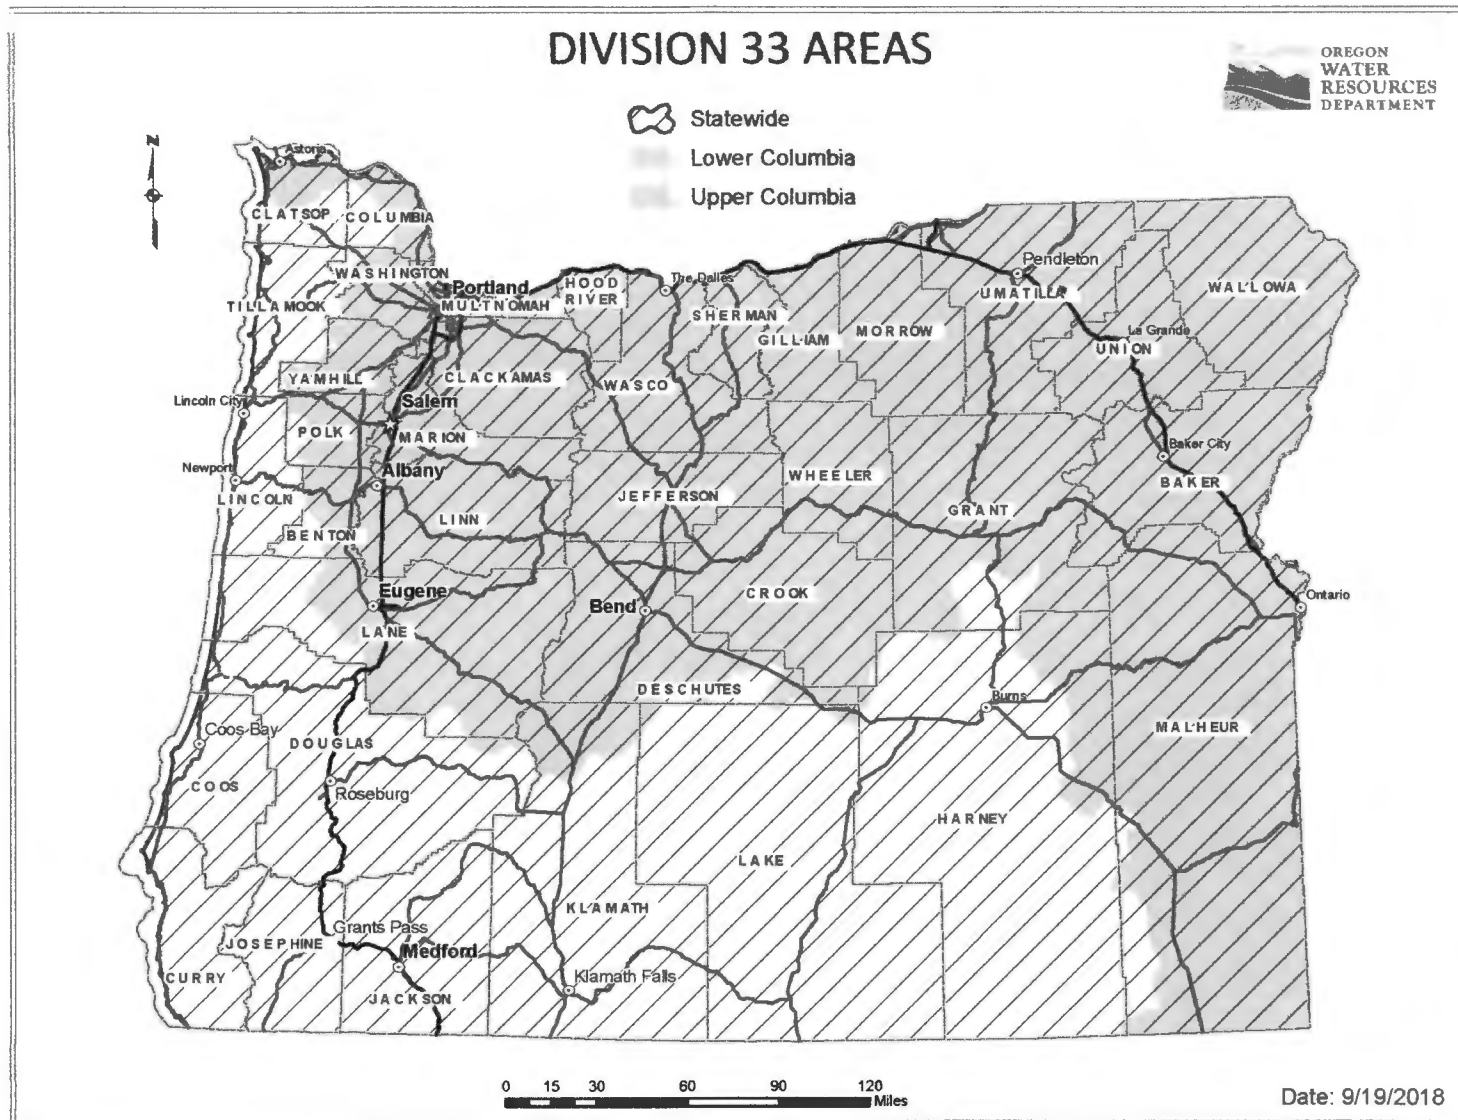 DIVISION 33 AREAS
OREGON
WATER
RESOURCES
DEPARTMENT
Statewide
Lower Columbia
Upper Columbia
N
Astoria
CLATSOP
COLUMBIA
WASHINGTON
Portland
MULTNOMAH
HOOD
RIVER
The Dalles
Pendleton
UMATILLA
WALLOWA
TILLAMOOK
SHERMAN
GILLIAM
MORROW
La Grande
UNION
YAMHILL
CLACKAMAS
WASCO
Lincoln City
Salem
POLK
MARION
Baker City
BAKER
Newport
LINCOLN
Albany
JEFFERSON
WHEELER
GRANT
LINN
BENTON
Eugene
Bend
CROOK
Ontario
LANE
DESCHUTES
Burns
MALHEUR
Coos Bay
DOUGLAS
COOS
Roseburg
HARNEY
LAKE
KLAMATH
Grants Pass
JOSEPHINE
Medford
CURRY
Klamath Falls
JACKSON
0 15 30 60 90 120
Miles
Date: 9/19/2018